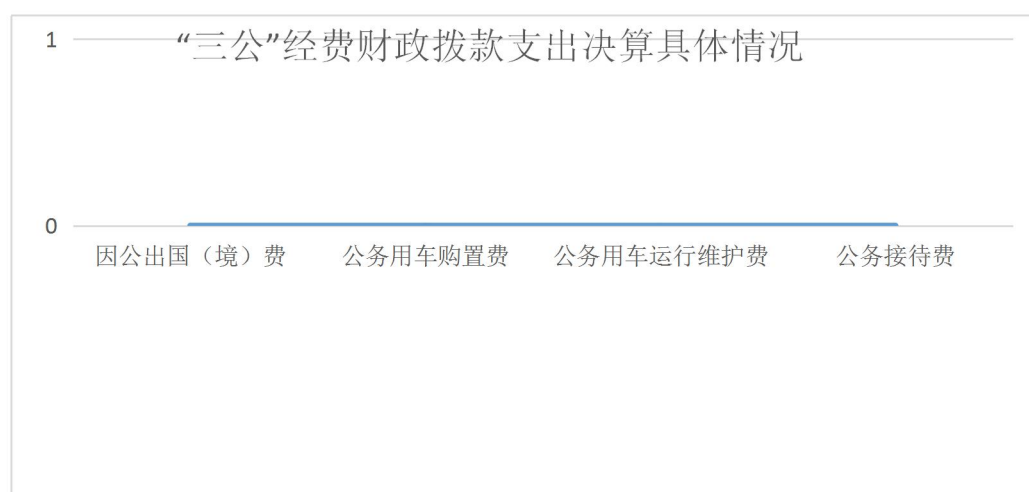 “三公”经费财政拨款支出决算具体情况
1
0
因公出国（境）费 公务用车购置费 公务用车运行维护费 公务接待费